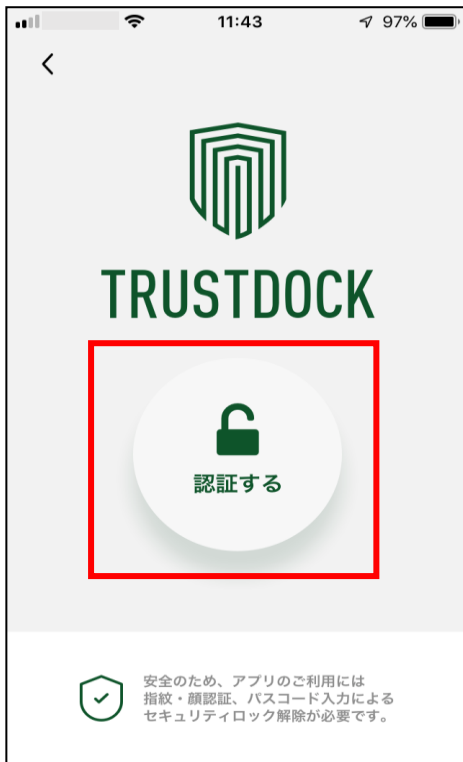 11:43
97%
TRUSTDOCK
認証する
安全のため、アプリのご利用には
指紋・顔認証、パスコード入力による
セキュリティロック解除が必要です。